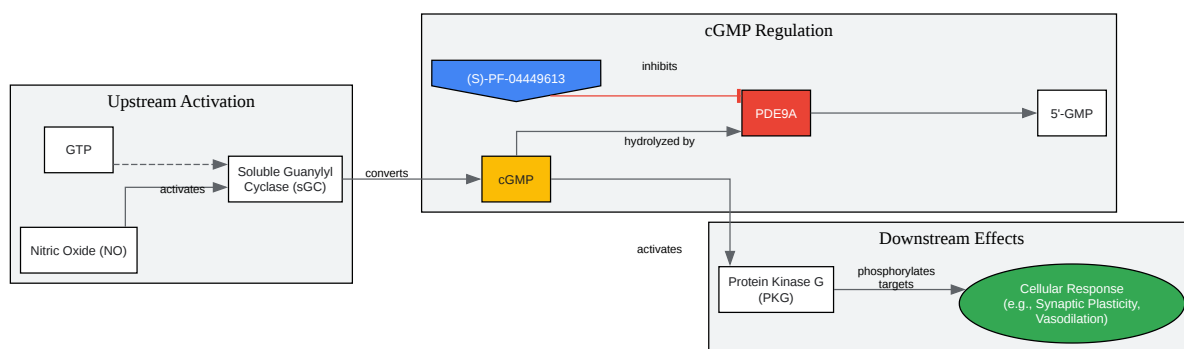 cGMP Regulation
(S)-PF-04449613
inhibits
PDE9A
5'-GMP
hydrolyzed by
cGMP
Upstream Activation
GTP
Soluble Guanylyl
Cyclase (sGC)
activates
Nitric Oxide (NO)
converts
activates
Downstream Effects
Protein Kinase G
(PKG)
phosphorylates
targets
Cellular Response
(e.g., Synaptic Plasticity,
Vasodilation)